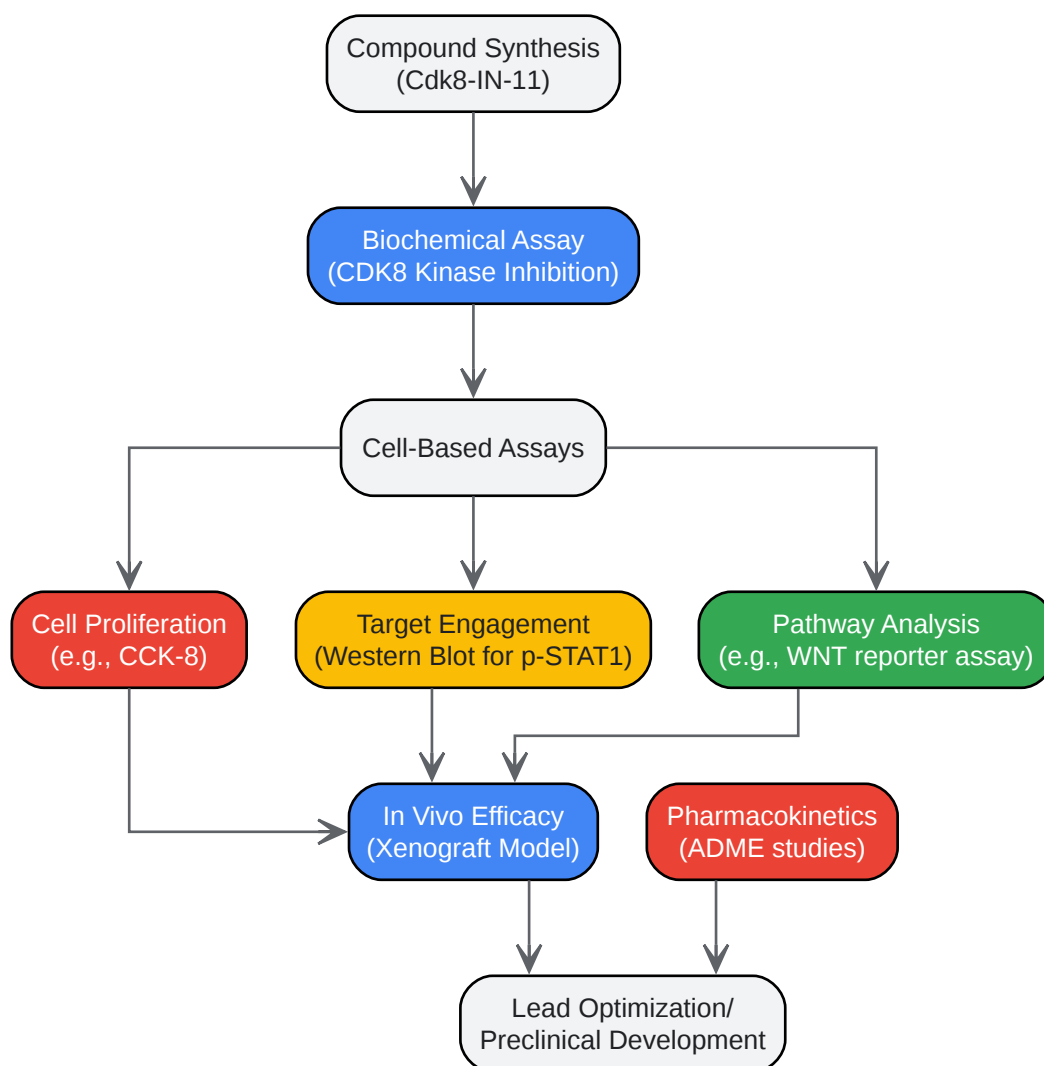 Compound Synthesis
(Cdk8-IN-11)
Biochemical Assay
(CDK8 Kinase Inhibition)
Cell-Based Assays
Cell Proliferation
(e.g., CCK-8)
Target Engagement
(Western Blot for p-STAT1)
Pathway Analysis
(e.g., WNT reporter assay)
In Vivo Efficacy
(Xenograft Model)
Pharmacokinetics
(ADME studies)
Lead Optimization/
Preclinical Development